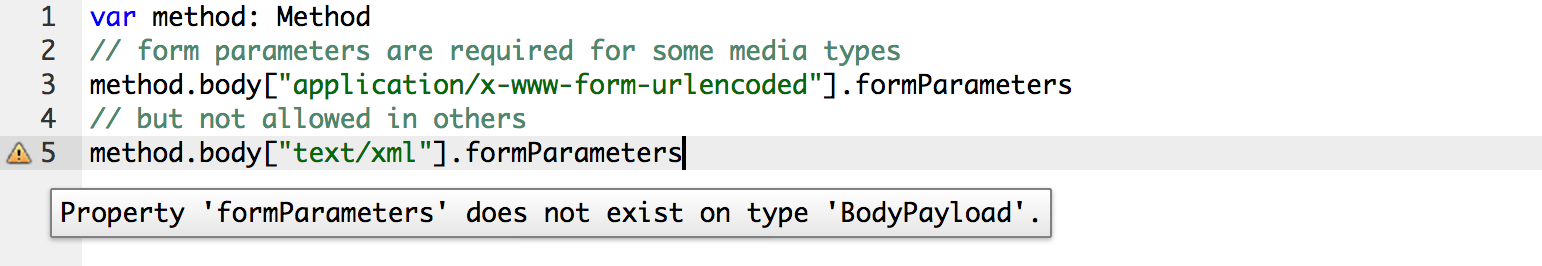 1 var method: Method
2 // form parameters are required for some media types
3 method.body["application/x-www-form-urlencoded"].formParameters
4 // but not allowed in others
5 method.body["text/xml"].formParameters
Property 'formParameters' does not exist on type 'BodyPayload'.